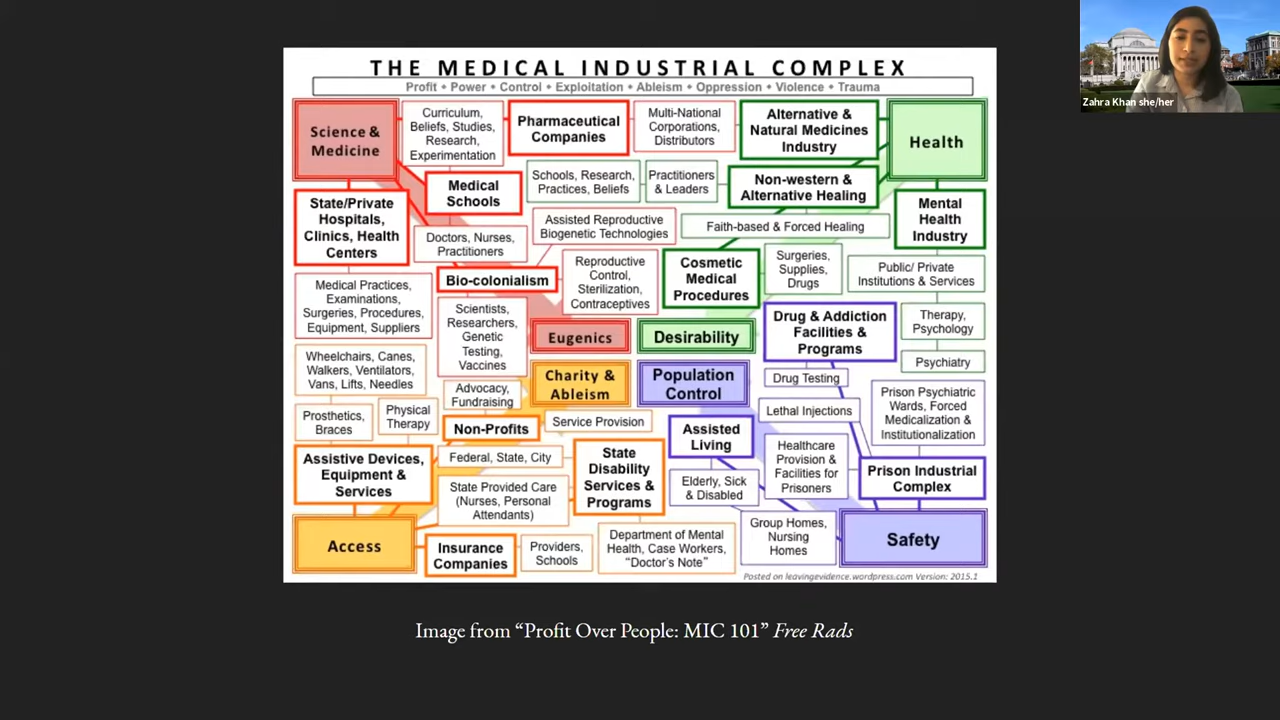 THE MEDICAL INDUSTRIAL COMPLEX
Profit • Power • Control • Exploitation • Ableism • Oppression • Violence • Trauma
Science &
Medicine
Curriculum,
Beliefs, Studies,
Research,
Experimentation
Pharmaceutical
Companies
Multi-National
Corporations,
Distributors
Alternative &
Natural Medicines
Industry
Health
Medical
Schools
Schools, Research,
Practices, Beliefs
Practitioners
& Leaders
Non-western &
Alternative Healing
State/Private
Hospitals,
Clinics, Health
Centers
Doctors, Nurses,
Practitioners
Assisted Reproductive
Biogenetic Technologies
Faith-based & Forced Healing
Mental
Health
Industry
Bio-colonialism
Reproductive
Control,
Sterilization,
Contraceptives
Cosmetic
Medical
Procedures
Surgeries,
Supplies,
Drugs
Public/ Private
Institutions & Services
Medical Practices,
Examinations,
Surgeries, Procedures,
Equipment, Suppliers
Scientists,
Researchers,
Genetic
Testing,
Vaccines
Eugenics
Desirability
Drug & Addiction
Facilities &
Programs
Therapy,
Psychology
Psychiatry
Wheelchairs, Canes,
Walkers, Ventilators,
Vans, Lifts, Needles
Advocacy,
Fundraising
Charity &
Ableism
Population
Control
Drug Testing
Lethal Injections
Prison Psychiatric
Wards, Forced
Medicalization &
Institutionalization
Prosthetics,
Braces
Physical
Therapy
Non-Profits
Service Provision
Assisted
Living
Healthcare
Provision &
Facilities for
Prisoners
Assistive Devices,
Equipment &
Services
Federal, State, City
State
Disability
Services &
Programs
Elderly, Sick
& Disabled
Prison Industrial
Complex
State Provided Care
(Nurses, Personal
Attendants)
Access
Insurance
Companies
Providers,
Schools
Department of Mental
Health, Case Workers,
"Doctor's Note"
Group Homes,
Nursing
Homes
Safety
Posted on leavingevidence.wordpress.com Version: 2015.1
Image from “Profit Over People: MIC 101” Free Rads
Zahra Khan she/her